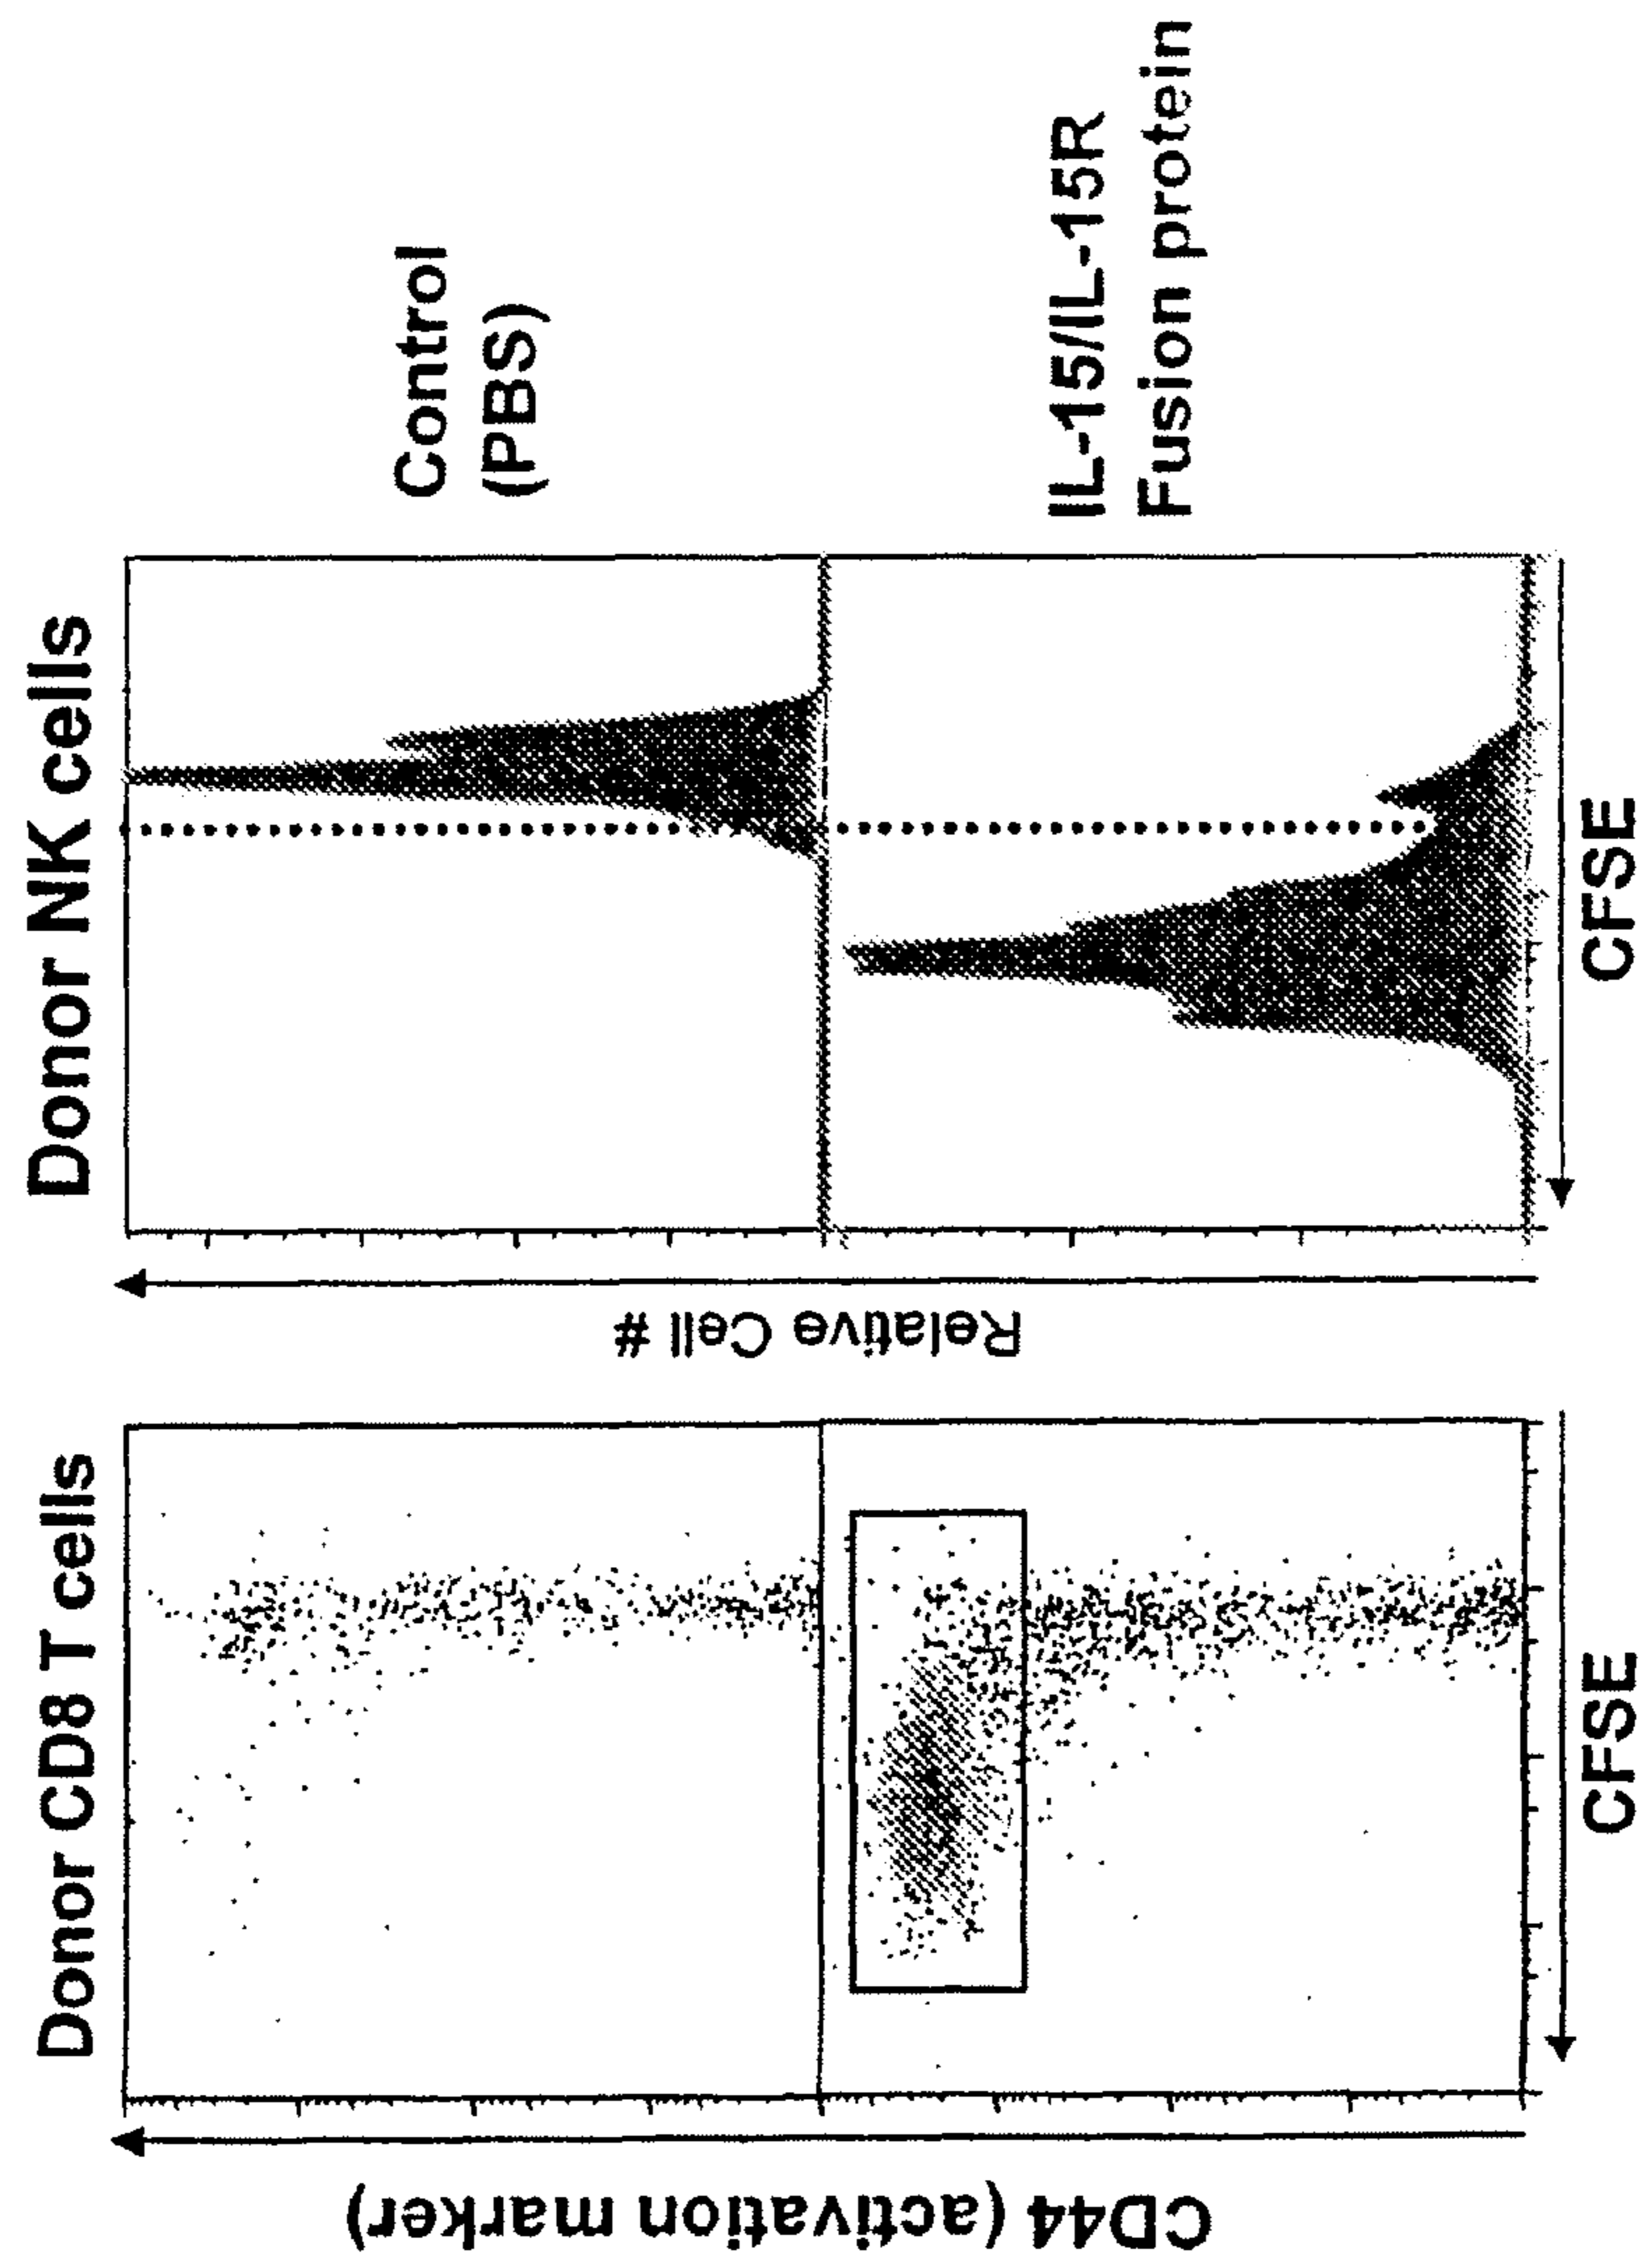 Donor CD8 T cells
Donor NK cells
CD44 (activation marker)
Relative Cell #
Control
(PBS)
IL-15/IL-15R
Fusion protein
CFSE
CFSE